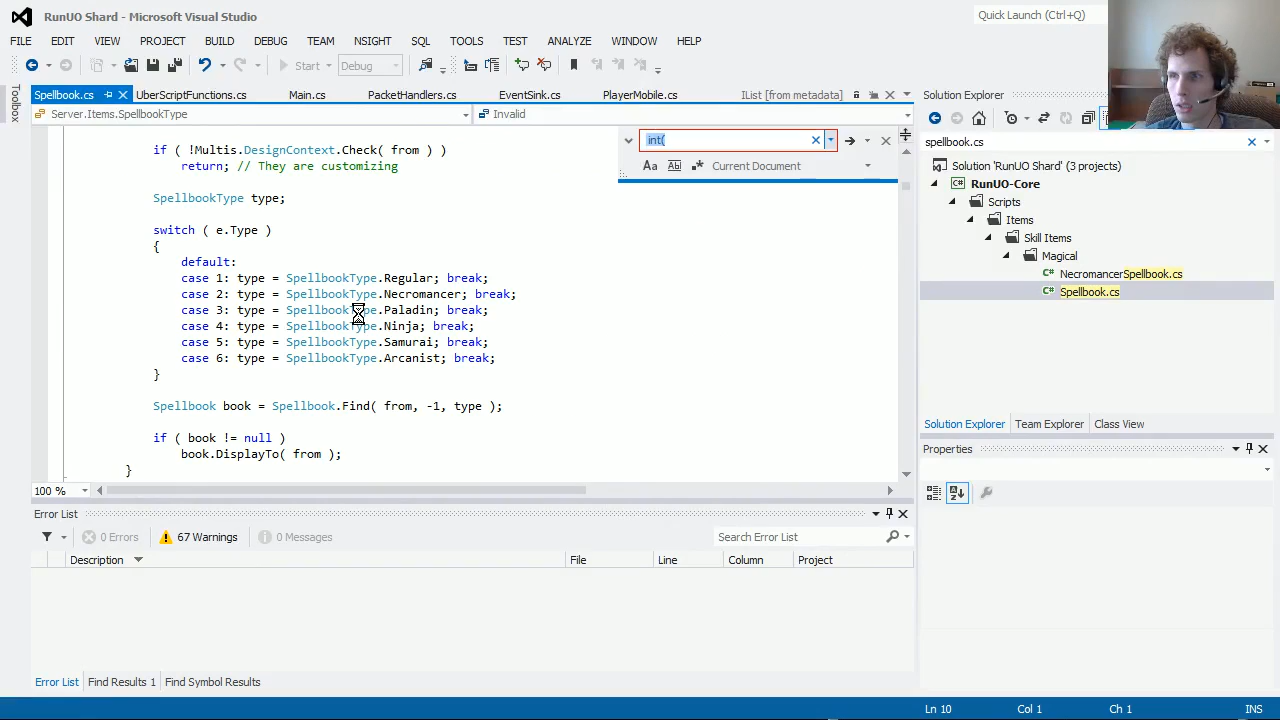 RunUO Shard - Microsoft Visual Studio
Quick Launch (Ctrl+Q)
FILE EDIT VIEW PROJECT BUILD DEBUG TEAM NSIGHT SQL TOOLS TEST ANALYZE WINDOW HELP
Start Debug
Toolbox
Spellbook.cs UberScriptFunctions.cs Main.cs PacketHandlers.cs EventSink.cs PlayerMobile.cs IList [from metadata]
Server.Items.SpellbookType Invalid
int(
Aa Abl Current Document
if ( !Multis.DesignContext.Check( from ) )
return; // They are customizing
SpellbookType type;
switch ( e.Type )
{
default:
case 1: type = SpellbookType.Regular; break;
case 2: type = SpellbookType.Necromancer; break;
case 3: type = SpellbookType.Paladin; break;
case 4: type = SpellbookType.Ninja; break;
case 5: type = SpellbookType.Samurai; break;
case 6: type = SpellbookType.Arcanist; break;
}
Spellbook book = Spellbook.Find( from, -1, type );
if ( book != null )
book.DisplayTo( from );
}
100 %
Solution Explorer
spellbook.cs
Solution 'RunUO Shard' (3 projects)
C# RunUO-Core
Scripts
Items
Skill Items
Magical
C# NecromancerSpellbook.cs
C# Spellbook.cs
Solution Explorer Team Explorer Class View
Properties
Error List
0 Errors 67 Warnings 0 Messages
Search Error List
Description File Line Column Project
Error List Find Results 1 Find Symbol Results
Ln 10 Col 1 Ch 1 INS